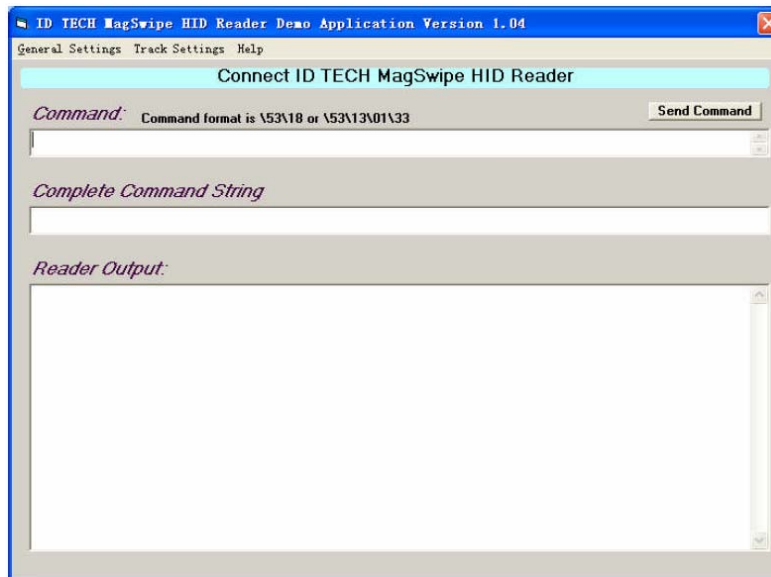 ID TECH MagSwipe HID Reader Demo Application Version 1.04
General Settings Track Settings Help
Connect ID TECH MagSwipe HID Reader
Command: Command format is \53\18 or \53\13\01\33 Send Command
Complete Command String
Reader Output: